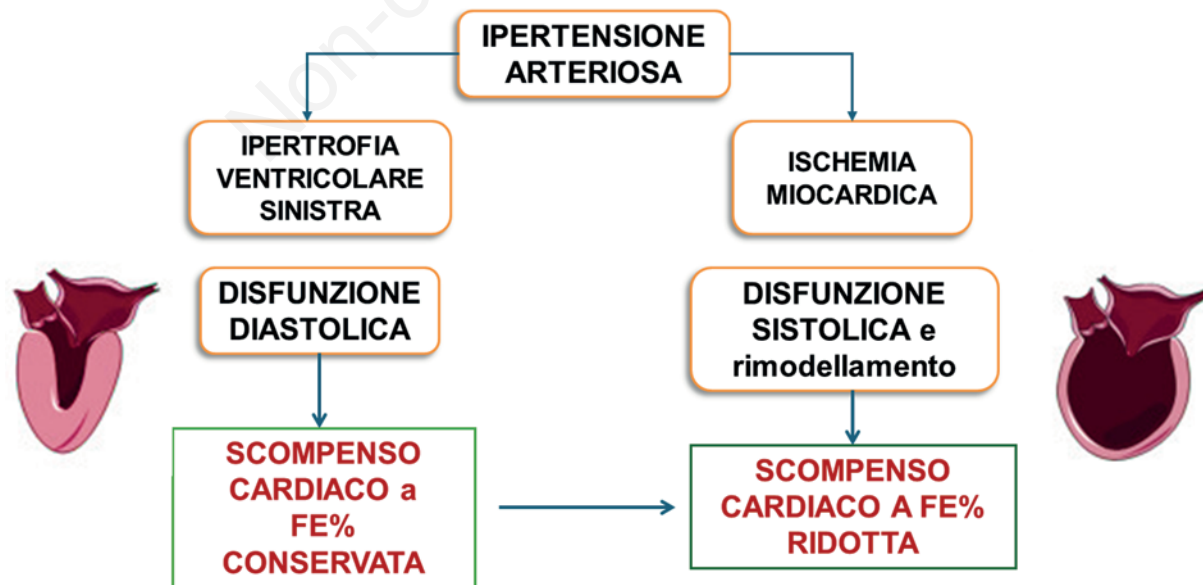 IPERTENSIONE
ARTERIOSA
IPERTROFIA
VENTRICOLARE
SINISTRA
ISCHEMIA
MIOCARDICA
DISFUNZIONE
DIASTOLICA
DISFUNZIONE
SISTOLICA e
rimodellamento
SCOMPENSO
CARDIACO a
FE%
CONSERVATA
SCOMPENSO
CARDIACO A FE%
RIDOTTA